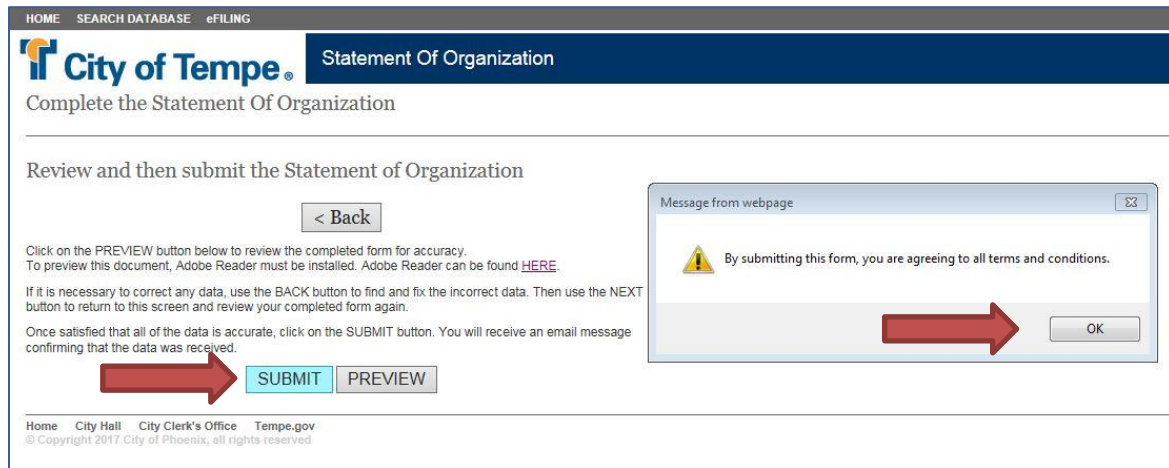 HOME SEARCH DATABASE eFILING
City of Tempe®
Statement Of Organization
Complete the Statement Of Organization
Review and then submit the Statement of Organization
< Back
Click on the PREVIEW button below to review the completed form for accuracy.
To preview this document, Adobe Reader must be installed. Adobe Reader can be found HERE.
If it is necessary to correct any data, use the BACK button to find and fix the incorrect data. Then use the NEXT
button to return to this screen and review your completed form again.
Once satisfied that all of the data is accurate, click on the SUBMIT button. You will receive an email message
confirming that the data was received.
SUBMIT PREVIEW
Message from webpage
By submitting this form, you are agreeing to all terms and conditions.
OK
Home City Hall City Clerk's Office Tempe.gov
© Copyright 2017 City of Phoenix, all rights reserved